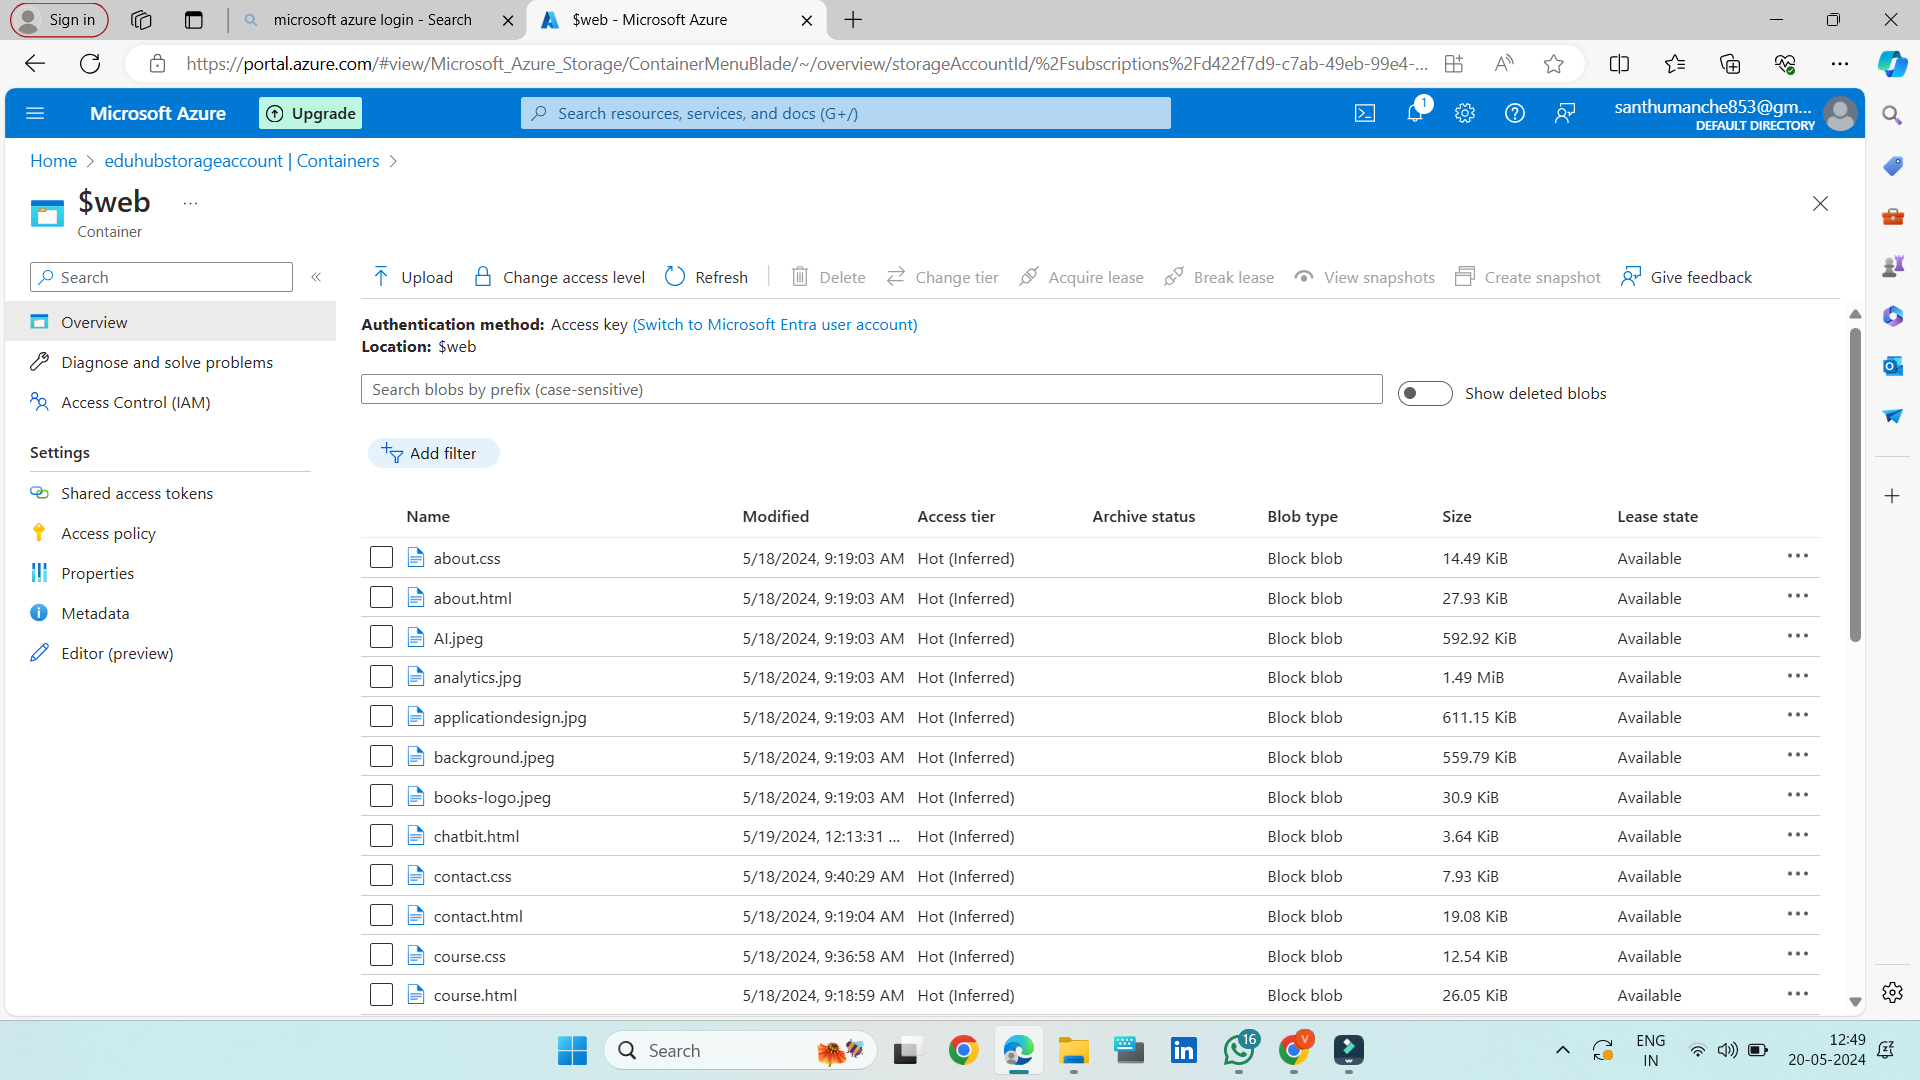 Sign in
microsoft azure login - Search
$web - Microsoft Azure
https://portal.azure.com/#view/Microsoft_Azure_Storage/ContainerMenuBlade/~/overview/storageAccountId/%2Fsubscriptions%2Fd422f7d9-c7ab-49eb-99e4-...
Microsoft Azure
Upgrade
Search resources, services, and docs (G+/)
1
santhumanche853@gm...
DEFAULT DIRECTORY
Home > eduhubstorageaccount | Containers >
$web ...
Container
Search
«
Upload Change access level Refresh Delete Change tier Acquire lease Break lease View snapshots Create snapshot Give feedback
Overview
Diagnose and solve problems
Access Control (IAM)
Settings
Shared access tokens
Access policy
Properties
Metadata
Editor (preview)
Authentication method: Access key (Switch to Microsoft Entra user account)
Location: $web
Search blobs by prefix (case-sensitive)
Show deleted blobs
Add filter
Name Modified Access tier Archive status Blob type Size Lease state
about.css 5/18/2024, 9:19:03 AM Hot (Inferred) Block blob 14.49 KiB Available ...
about.html 5/18/2024, 9:19:03 AM Hot (Inferred) Block blob 27.93 KiB Available ...
AI.jpeg 5/18/2024, 9:19:03 AM Hot (Inferred) Block blob 592.92 KiB Available ...
analytics.jpg 5/18/2024, 9:19:03 AM Hot (Inferred) Block blob 1.49 MiB Available ...
applicationdesign.jpg 5/18/2024, 9:19:03 AM Hot (Inferred) Block blob 611.15 KiB Available ...
background.jpeg 5/18/2024, 9:19:03 AM Hot (Inferred) Block blob 559.79 KiB Available ...
books-logo.jpeg 5/18/2024, 9:19:03 AM Hot (Inferred) Block blob 30.9 KiB Available ...
chatbit.html 5/19/2024, 12:13:31 ... Hot (Inferred) Block blob 3.64 KiB Available ...
contact.css 5/18/2024, 9:40:29 AM Hot (Inferred) Block blob 7.93 KiB Available ...
contact.html 5/18/2024, 9:19:04 AM Hot (Inferred) Block blob 19.08 KiB Available ...
course.css 5/18/2024, 9:36:58 AM Hot (Inferred) Block blob 12.54 KiB Available ...
course.html 5/18/2024, 9:18:59 AM Hot (Inferred) Block blob 26.05 KiB Available ...
Search
16
V
ENG
IN
12:49
20-05-2024